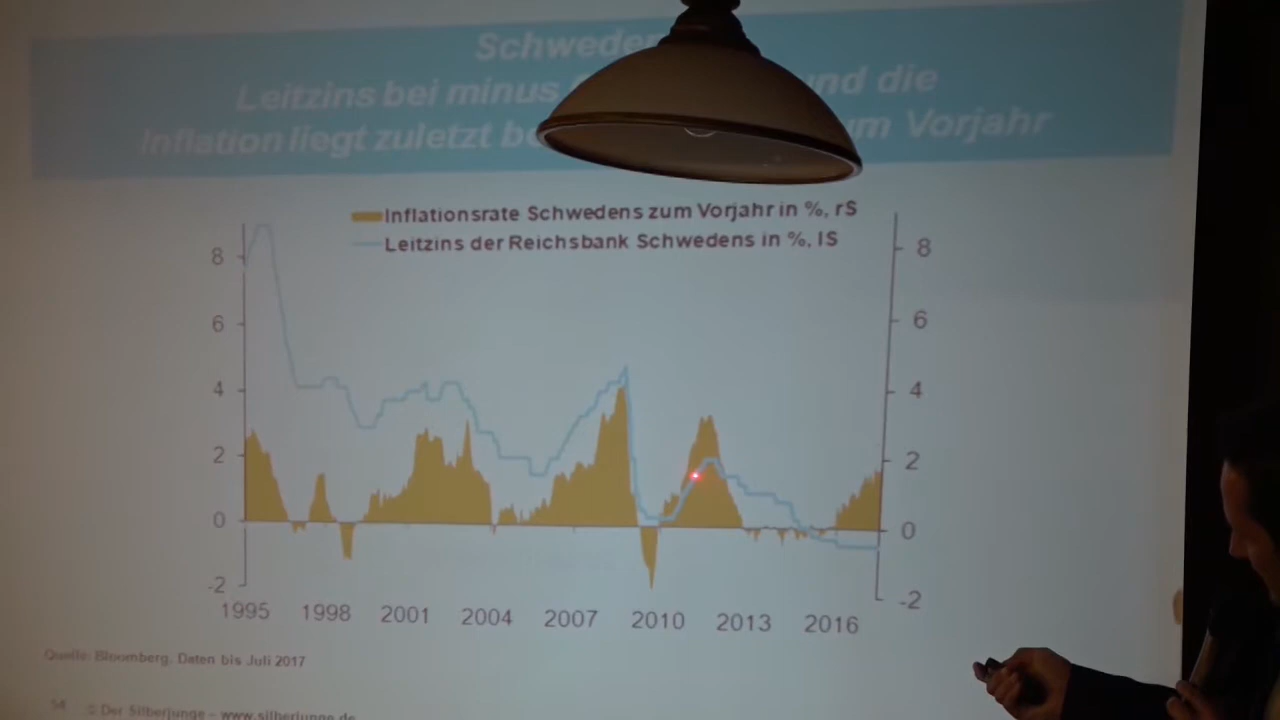 Schweden
Leitzins bei minus und die
Inflation liegt zuletzt zum Vorjahr
Inflationsrate Schwedens zum Vorjahr in %, rS
Leitzins der Reichsbank Schwedens in %, lS
8 8
6 6
4 4
2 2
0 0
-2 -2
1995 1998 2001 2004 2007 2010 2013 2016
Quelle: Bloomberg. Daten bis Juli 2017
54 © Der Silberjunge – www.silberjunge.de